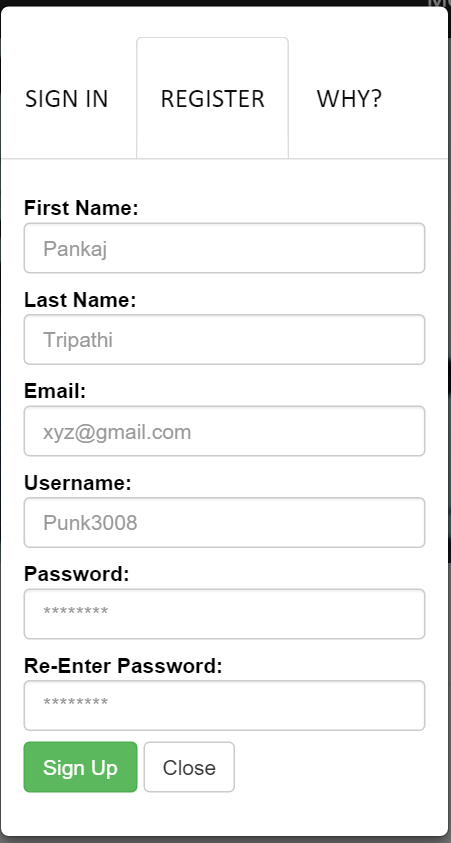 SIGN IN REGISTER WHY?
First Name:
Pankaj
Last Name:
Tripathi
Email:
xyz@gmail.com
Username:
Punk3008
Password:
********
Re-Enter Password:
********
Sign Up Close